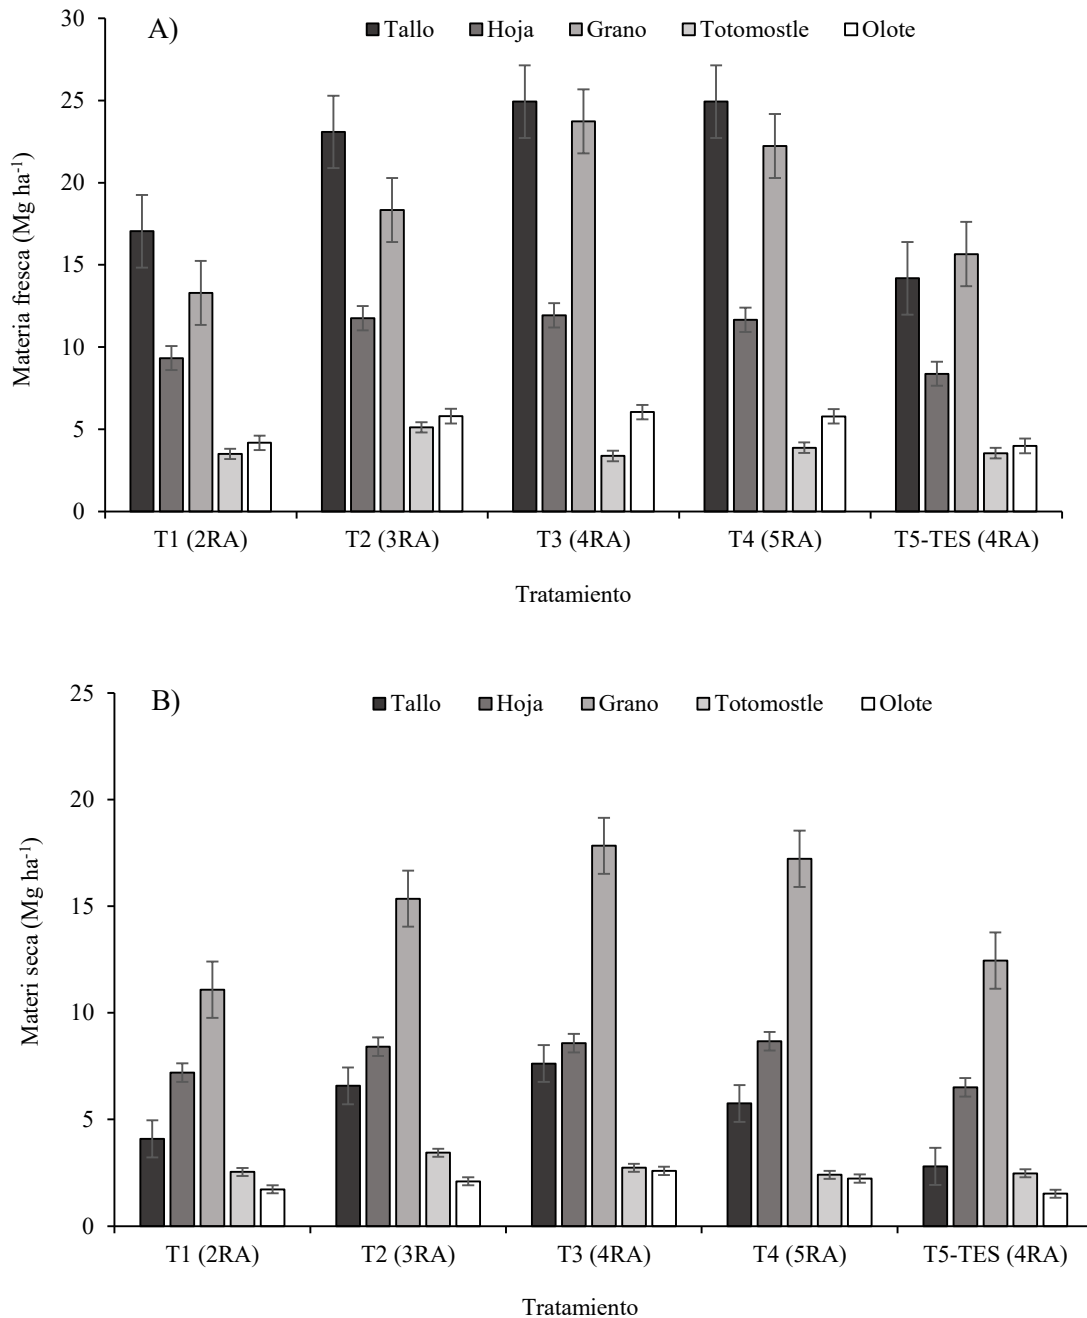 A)
Tallo Hoja Grano Totomostle Olote
30
25
20
15
10
5
0
Materia fresca (Mg ha-1)
T1 (2RA) T2 (3RA) T3 (4RA) T4 (5RA) T5-TES (4RA)
Tratamiento
B)
Tallo Hoja Grano Totomostle Olote
25
20
15
10
5
0
Materi seca (Mg ha-1)
T1 (2RA) T2 (3RA) T3 (4RA) T4 (5RA) T5-TES (4RA)
Tratamiento